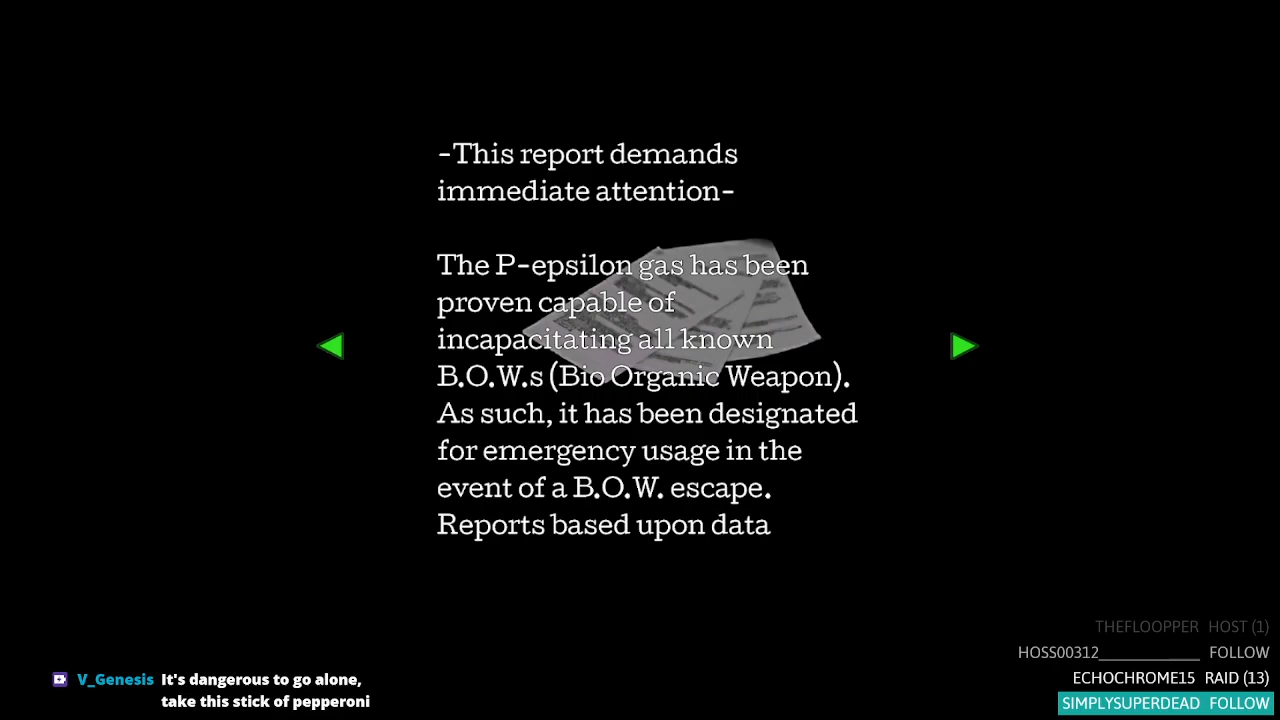 -This report demands
immediate attention-
The P-epsilon gas has been
proven capable of
incapacitating all known
B.O.W.s (Bio Organic Weapon).
As such, it has been designated
for emergency usage in the
event of a B.O.W. escape.
Reports based upon data
THEFLOOPPER HOST (1)
HOSS00312__________ FOLLOW
ECHOCHROME15 RAID (13)
SIMPLYSUPERDEAD FOLLOW
V_Genesis It's dangerous to go alone,
take this stick of pepperoni